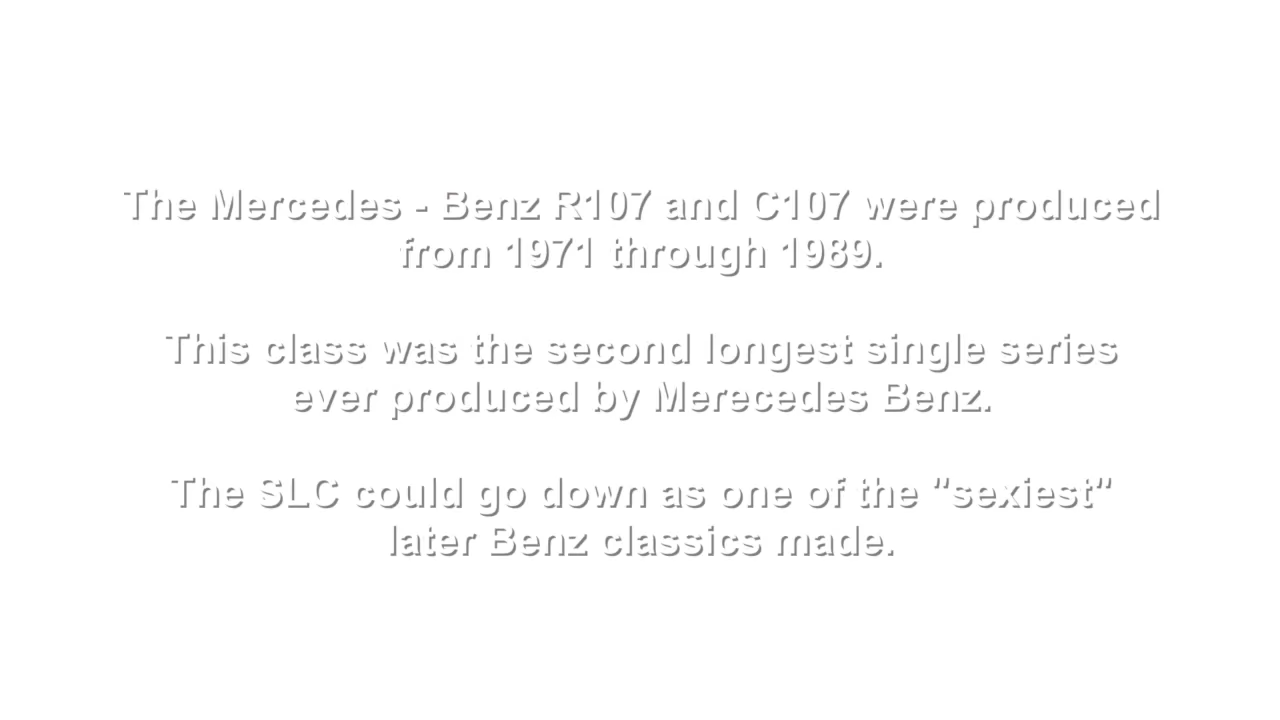 The Mercedes - Benz R107 and C107 were produced
from 1971 through 1989.
This class was the second longest single series
ever produced by Merecedes Benz.
The SLC could go down as one of the "sexiest"
later Benz classics made.